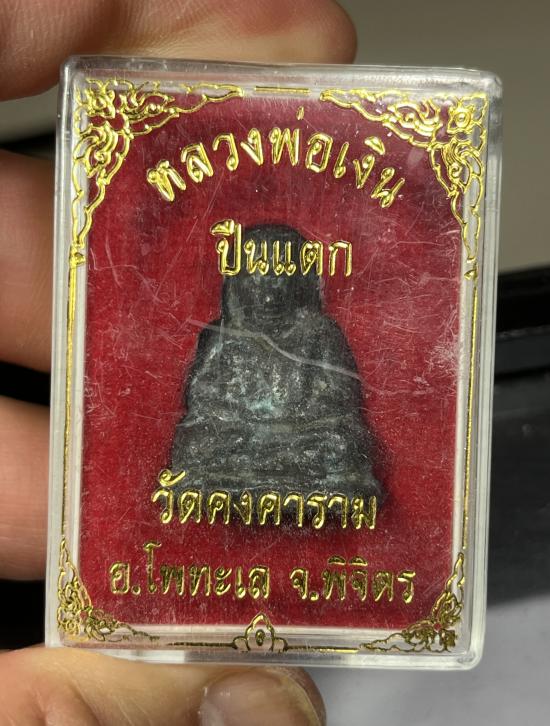 หลวงพ่อเงิน
ปืนแตก
วัดคงคาราม
อ.โพทะเล จ.พิจิตร